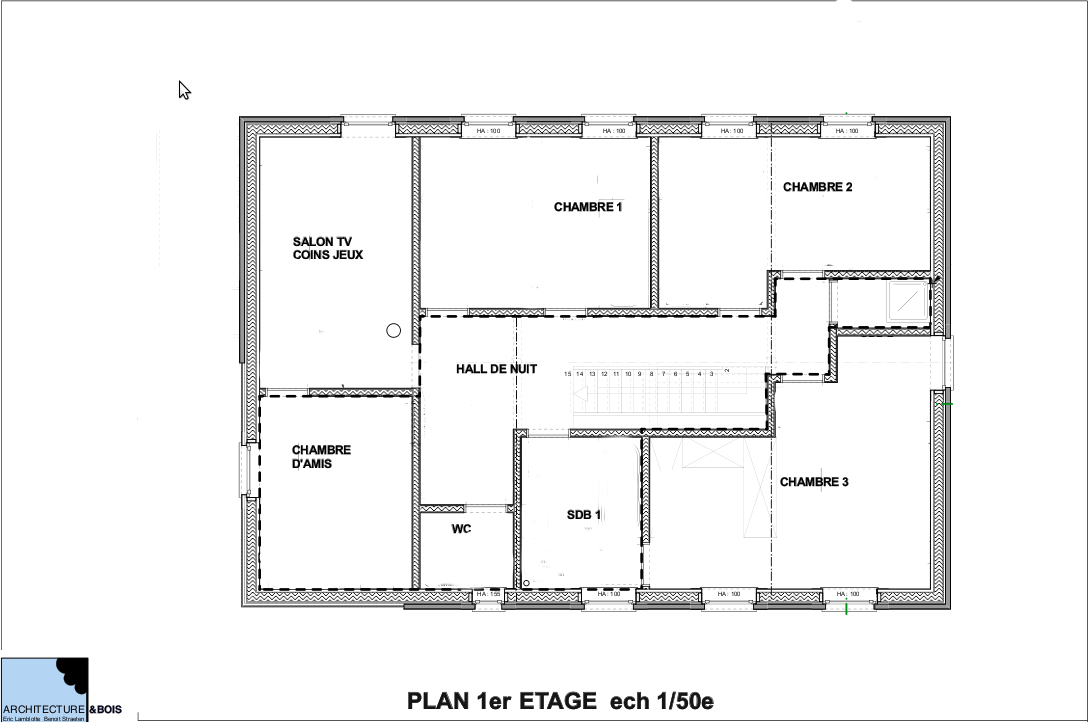 HA : 100
HA : 100
HA : 100
HA : 100
CHAMBRE 1
CHAMBRE 2
SALON TV
COINS JEUX
HALL DE NUIT
15 14 13 12 11 10 9 8 7 6 5 4 3 2
CHAMBRE
D'AMIS
CHAMBRE 3
SDB 1
WC
HA : 155
HA : 100
HA : 100
HA : 100
PLAN 1er ETAGE ech 1/50e
ARCHITECTURE &BOIS
Eric Lamblotte Benoit Straeten